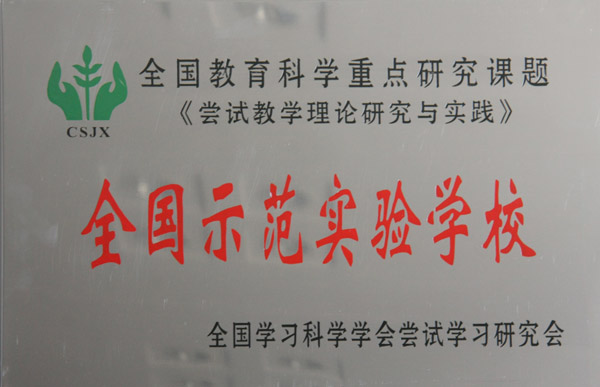 全国教育科学重点研究课题
CSJX
《尝试教学理论研究与实践》
全国示范实验学校
全国学习科学学会尝试学习研究会